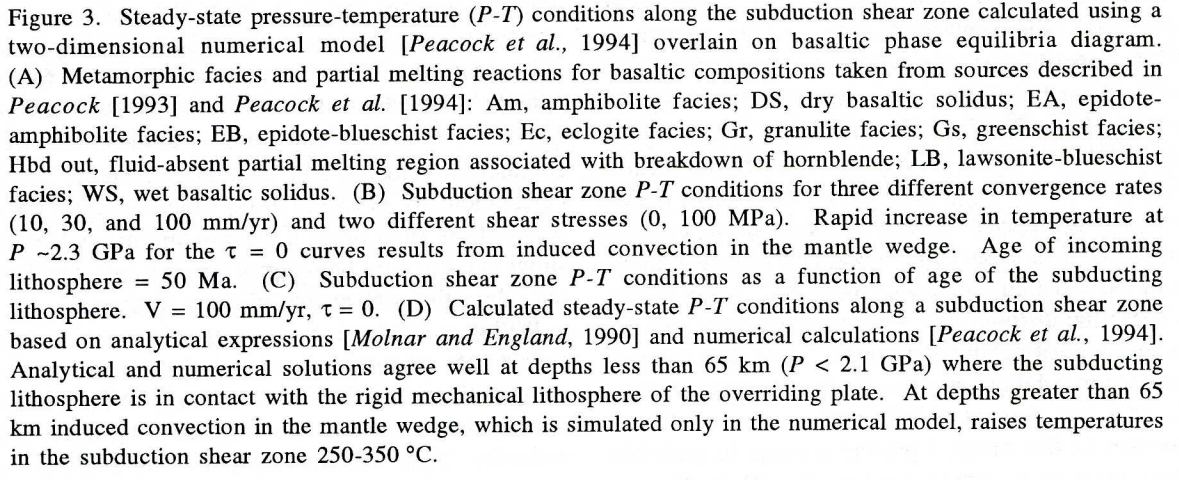 Figure 3. Steady-state pressure-temperature (P-T) conditions along the subduction shear zone calculated using a
two-dimensional numerical model [Peacock et al., 1994] overlain on basaltic phase equilibria diagram.
(A) Metamorphic facies and partial melting reactions for basaltic compositions taken from sources described in
Peacock [1993] and Peacock et al. [1994]: Am, amphibolite facies; DS, dry basaltic solidus; EA, epidote-
amphibolite facies; EB, epidote-blueschist facies; Ec, eclogite facies; Gr, granulite facies; Gs, greenschist facies;
Hbd out, fluid-absent partial melting region associated with breakdown of hornblende; LB, lawsonite-blueschist
facies; WS, wet basaltic solidus. (B) Subduction shear zone P-T conditions for three different convergence rates
(10, 30, and 100 mm/yr) and two different shear stresses (0, 100 MPa). Rapid increase in temperature at
P ~2.3 GPa for the τ = 0 curves results from induced convection in the mantle wedge. Age of incoming
lithosphere = 50 Ma. (C) Subduction shear zone P-T conditions as a function of age of the subducting
lithosphere. V = 100 mm/yr, τ = 0. (D) Calculated steady-state P-T conditions along a subduction shear zone
based on analytical expressions [Molnar and England, 1990] and numerical calculations [Peacock et al., 1994].
Analytical and numerical solutions agree well at depths less than 65 km (P < 2.1 GPa) where the subducting
lithosphere is in contact with the rigid mechanical lithosphere of the overriding plate. At depths greater than 65
km induced convection in the mantle wedge, which is simulated only in the numerical model, raises temperatures
in the subduction shear zone 250-350 °C.